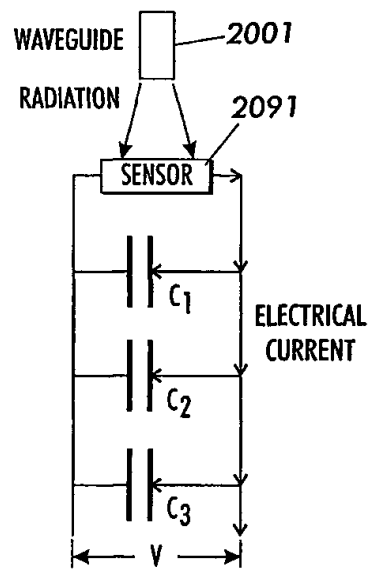 WAVEGUIDE
2001
RADIATION
2091
SENSOR
C1
ELECTRICAL
CURRENT
C2
C3
V